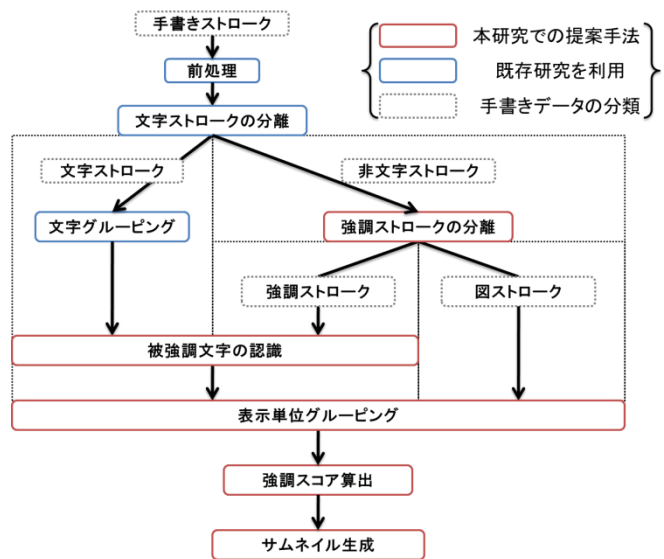 手書きストローク
本研究での提案手法
前処理
既存研究を利用
手書きデータの分類
文字ストロークの分離
文字ストローク
非文字ストローク
文字グルーピング
強調ストロークの分離
強調ストローク
図ストローク
被強調文字の認識
表示単位グルーピング
強調スコア算出
サムネイル生成